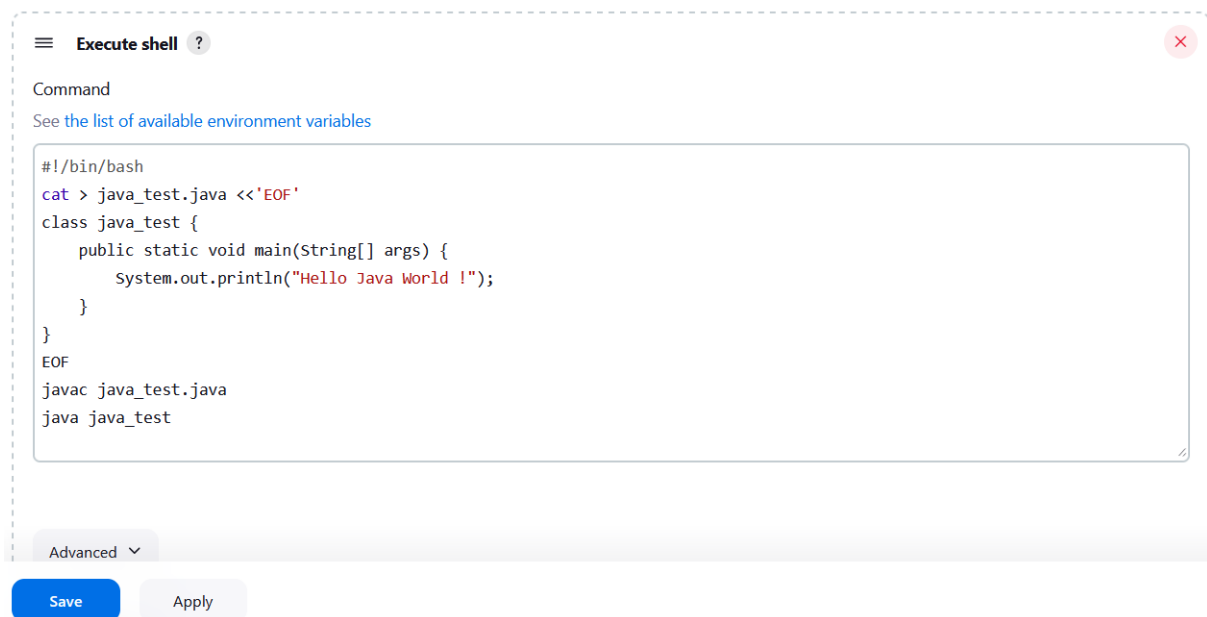 Execute shell ?
Command
See the list of available environment variables
#!/bin/bash
cat > java_test.java <<'EOF'
class java_test {
    public static void main(String[] args) {
        System.out.println("Hello Java World !");
    }
}
EOF
javac java_test.java
java java_test
Advanced
Save Apply